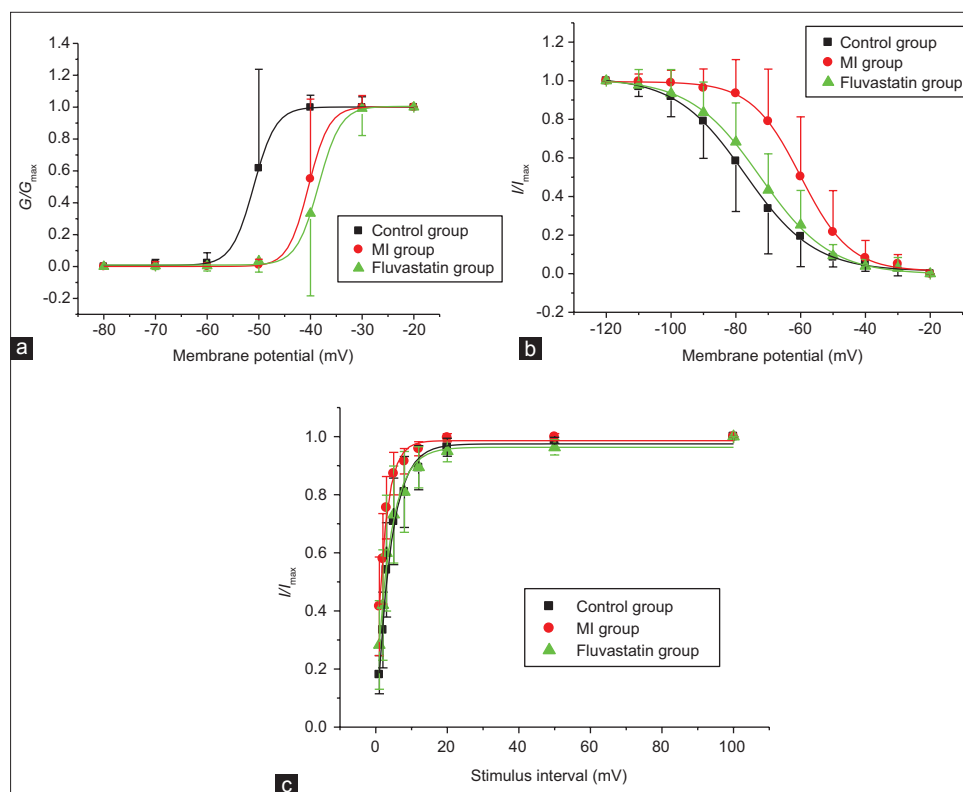 1.4
1.2
1.0
0.8
0.6
0.4
0.2
0.0
-0.2
G/Gmax
-80 -70 -60 -50 -40 -30 -20
Membrane potential (mV)
Control group
MI group
Fluvastatin group
a
1.2
1.0
0.8
0.6
0.4
0.2
0.0
-0.2
I/Imax
-120 -100 -80 -60 -40 -20
Membrane potential (mV)
Control group
MI group
Fluvastatin group
b
1.0
0.8
0.6
0.4
0.2
0.0
I/Imax
0 20 40 60 80 100
Stimulus interval (mV)
Control group
MI group
Fluvastatin group
c